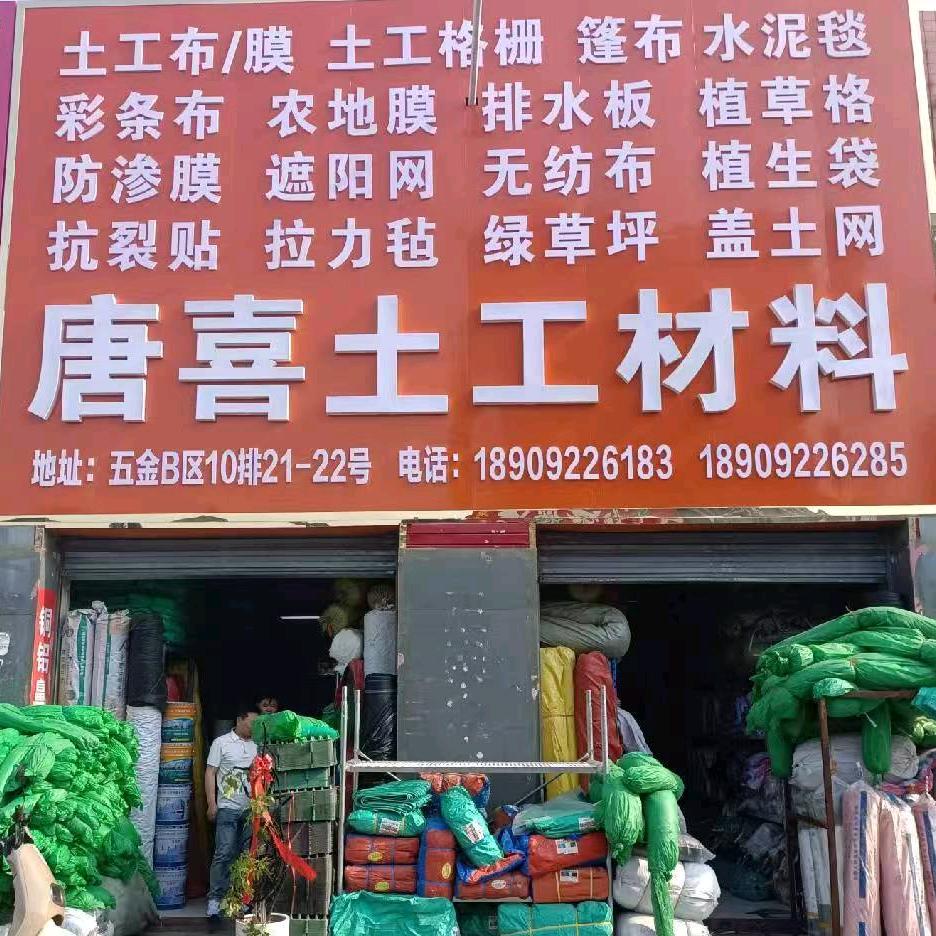 土工布/膜 土工格栅 篷布 水泥毯
彩条布 农地膜 排水板 植草格
防渗膜 遮阳网 无纺布 植生袋
抗裂贴 拉力毡 绿草坪 盖土网
唐喜土工材料
地址：五金B区10排21-22号 电话：18909226183 18909226285